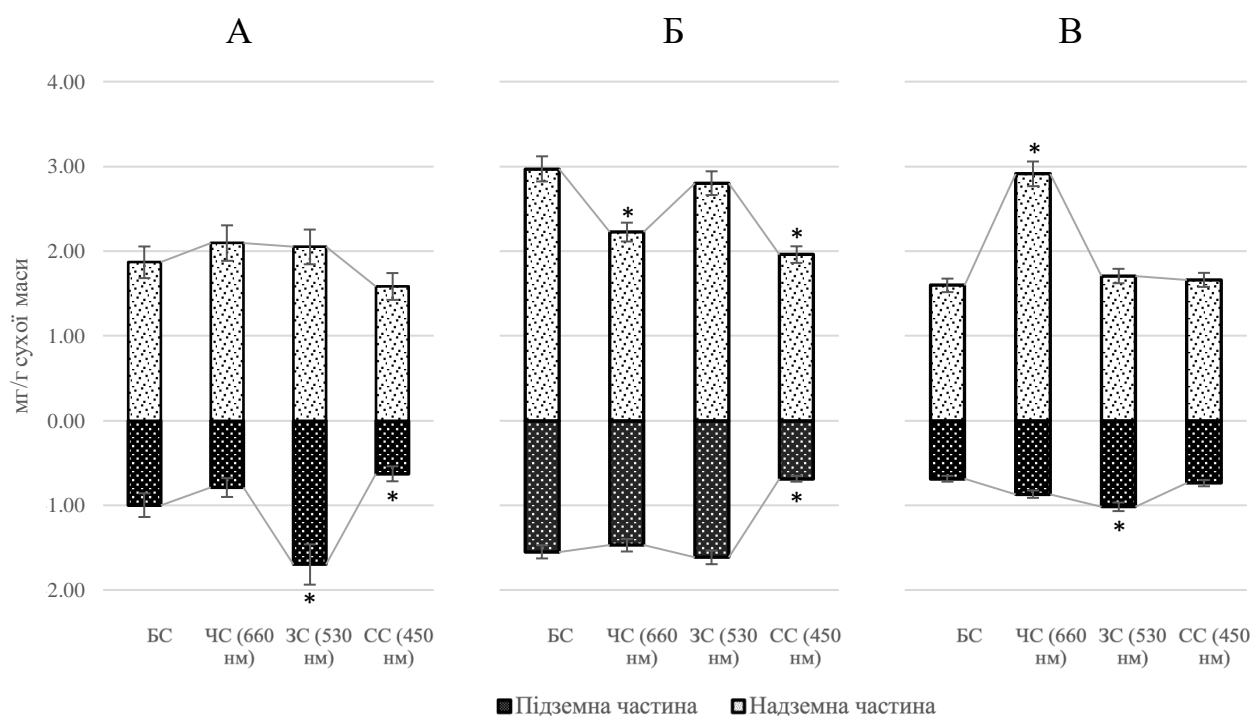 А Б В
мг/г сухої маси
4.00
3.00
2.00
1.00
0.00
1.00
2.00
*
*
*
*
*
*
*
БС ЧС (660 нм) ЗС (530 нм) СС (450 нм)
БС ЧС (660 нм) ЗС (530 нм) СС (450 нм)
БС ЧС (660 нм) ЗС (530 нм) СС (450 нм)
Підземна частина Надземна частина